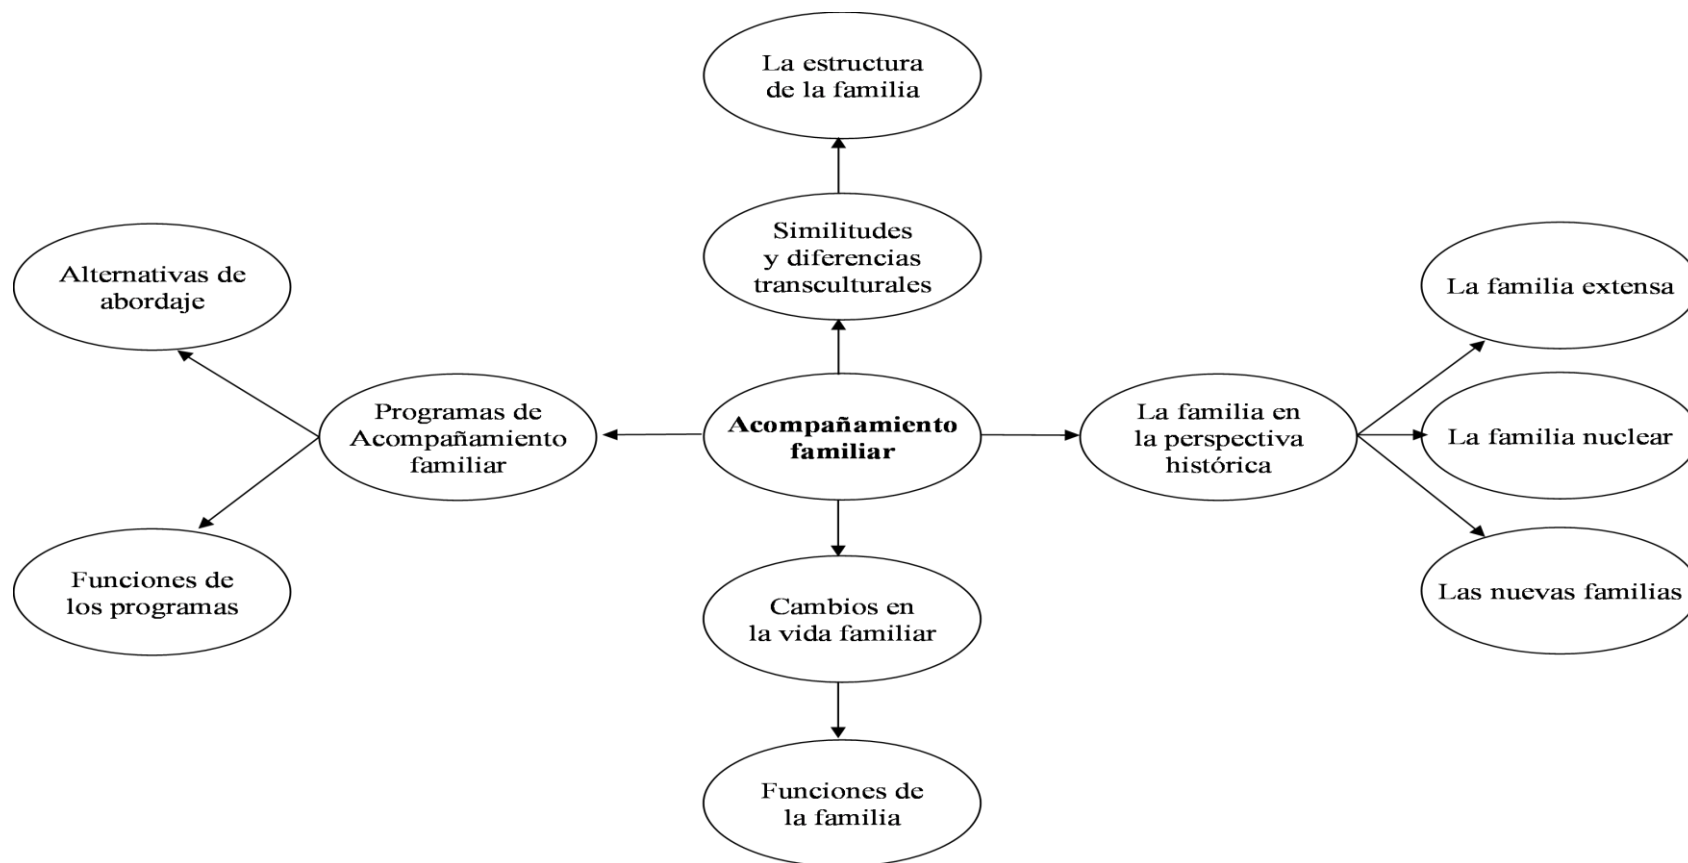 La estructura
de la familia
Similitudes
y diferencias
transculturales
Alternativas de
abordaje
La familia extensa
Programas de
Acompañamiento
familiar
Acompañamiento
familiar
La familia en
la perspectiva
histórica
La familia nuclear
Funciones de
los programas
Cambios en
la vida familiar
Las nuevas familias
Funciones de
la familia